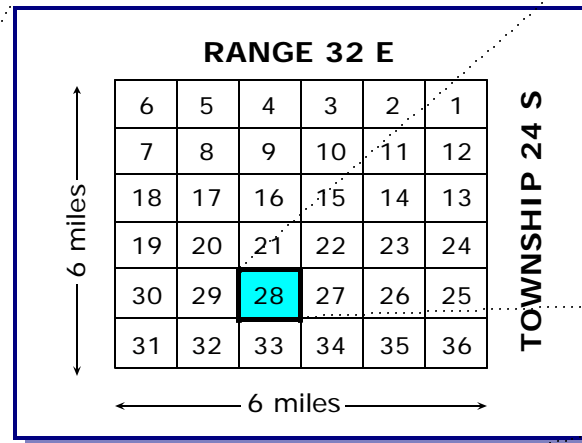 RANGE 32 E
6 5 4 3 2 1
7 8 9 10 11 12
18 17 16 15 14 13
19 20 21 22 23 24
30 29 28 27 26 25
31 32 33 34 35 36
6 miles
TOWNSHIP 24 S
6 miles